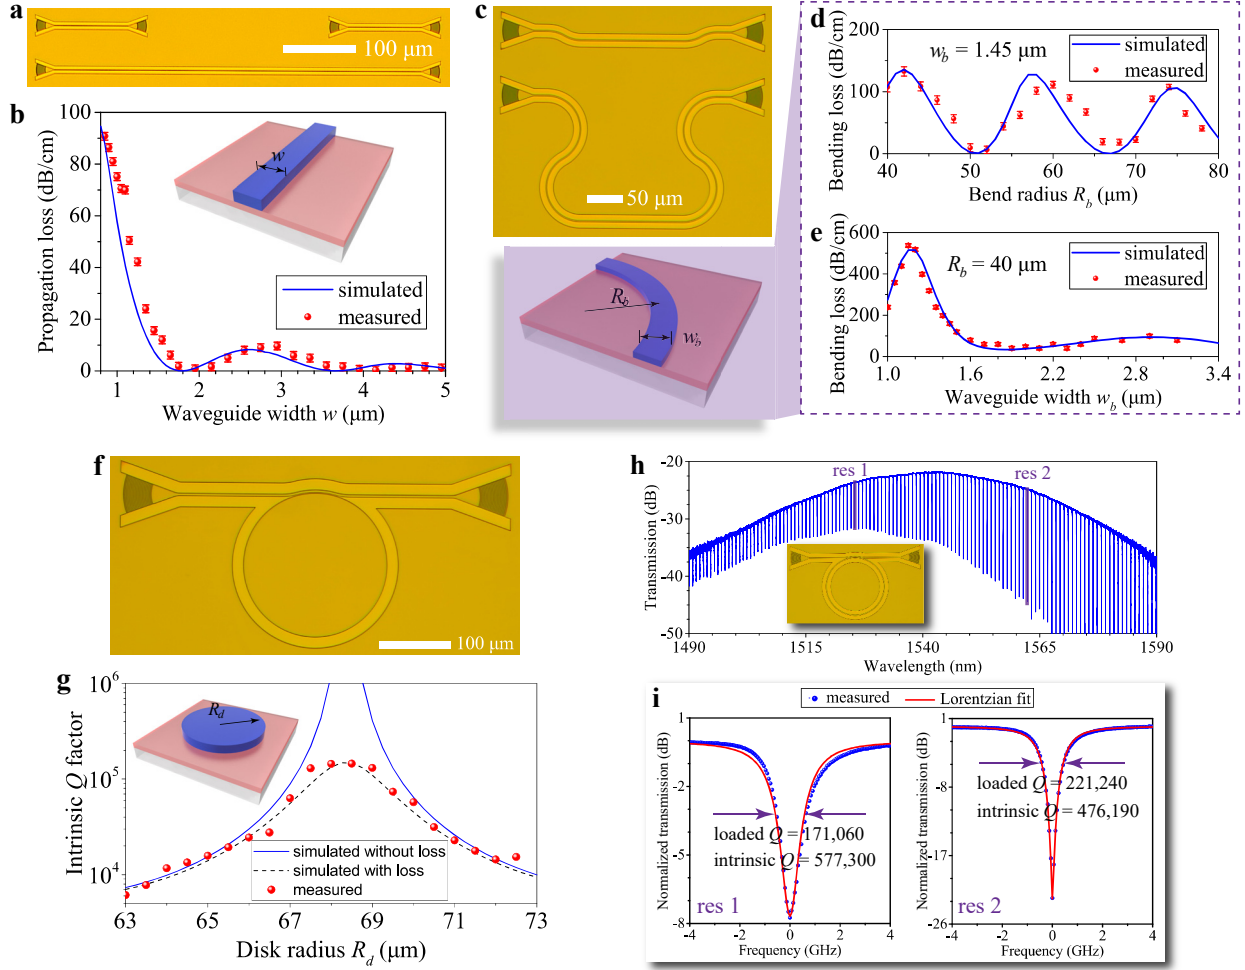 a
100 μm
b
Propagation loss (dB/cm)
100
90
80
70
60
50
40
30
20
10
0
w
simulated
measured
1
2
3
4
5
Waveguide width w (μm)
c
50 μm
R_b
w_b
d
Bending loss (dB/cm)
200
100
0
w_b = 1.45 μm
simulated
measured
40
50
60
70
80
Bend radius R_b (μm)
e
Bending loss (dB/cm)
600
400
200
0
R_b = 40 μm
simulated
measured
1.0
1.6
2.2
2.8
3.4
Waveguide width w_b (μm)
f
100 μm
g
Intrinsic Q factor
10^6
10^5
10^4
R_d
simulated without loss
simulated with loss
measured
63
65
67
69
71
73
Disk radius R_d (μm)
h
Transmission (dB)
-20
-30
-40
-50
res 1
res 2
1490
1515
1540
1565
1590
Wavelength (nm)
i
measured
Lorentzian fit
Normalized transmission (dB)
1
-2
-5
-8
loaded Q = 171,060
intrinsic Q = 577,300
res 1
-4
-2
0
2
4
Frequency (GHz)
Normalized transmission (dB)
1
-8
-17
-26
loaded Q = 221,240
intrinsic Q = 476,190
res 2
-4
-2
0
2
4
Frequency (GHz)